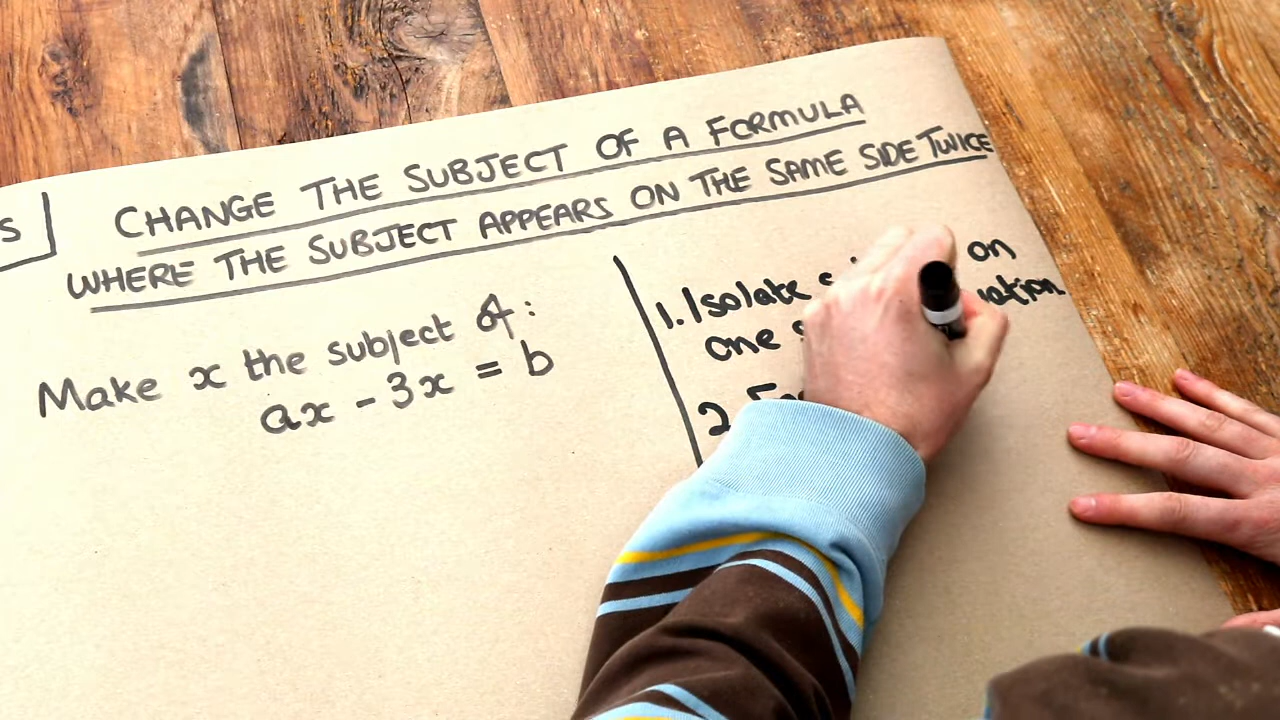 S
CHANGE THE SUBJECT OF A FORMULA
WHERE THE SUBJECT APPEARS ON THE SAME SIDE TWICE
Make x the subject of:
ax - 3x = b
1. Isolate on
one
2.